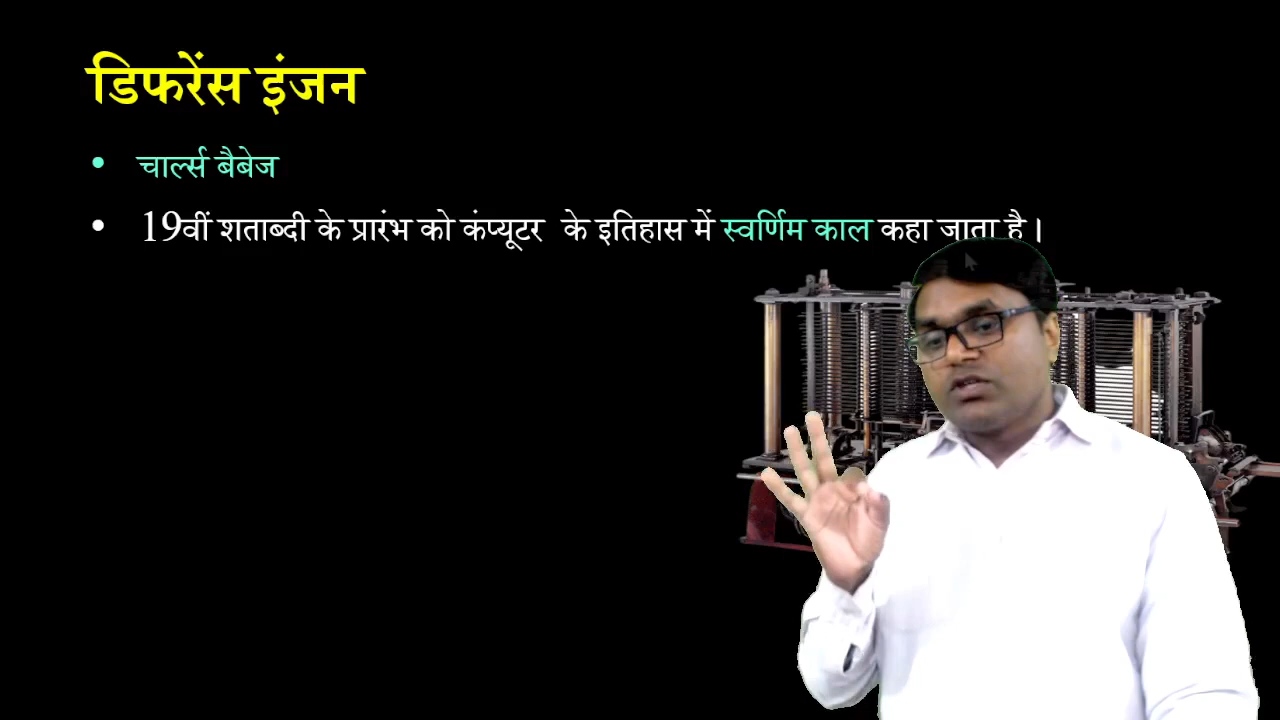 डिफरेंस इंजन
• चार्ल्स बैबेज
• 19वीं शताब्दी के प्रारंभ को कंप्यूटर के इतिहास में स्वर्णिम काल कहा जाता है।